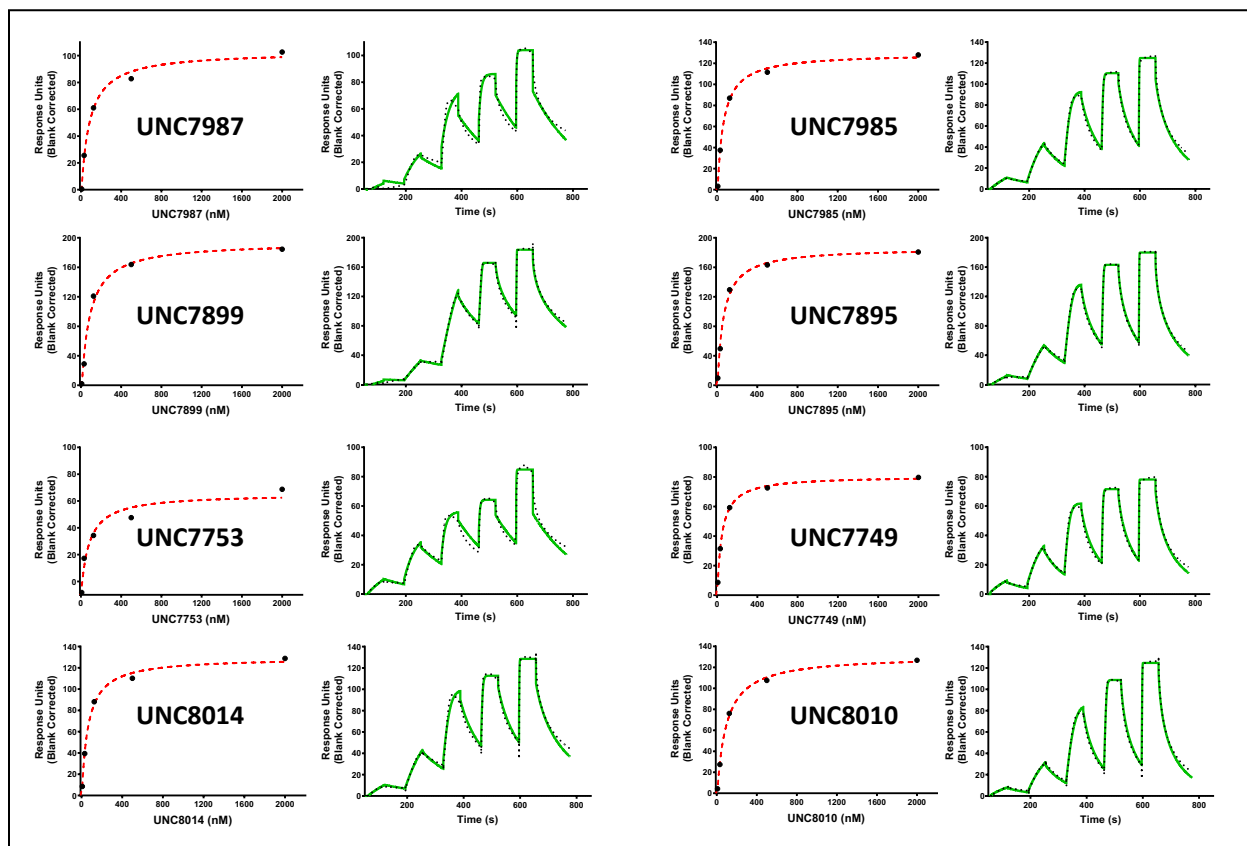 Response Units
(Blank Corrected)
100
80
60
40
20
0
UNC7987
0 400 800 1200 1600 2000
UNC7987 (nM)
Response Units
(Blank Corrected)
100
80
60
40
20
0
200 400 600 800
Time (s)
Response Units
(Blank Corrected)
140
120
100
80
60
40
20
0
UNC7985
0 400 800 1200 1600 2000
UNC7985 (nM)
Response Units
(Blank Corrected)
140
120
100
80
60
40
20
0
200 400 600 800
Time (s)
Response Units
(Blank Corrected)
200
160
120
80
40
0
UNC7899
0 400 800 1200 1600 2000
UNC7899 (nM)
Response Units
(Blank Corrected)
200
160
120
80
40
0
200 400 600 800
Time (s)
Response Units
(Blank Corrected)
200
160
120
80
40
0
UNC7895
0 400 800 1200 1600 2000
UNC7895 (nM)
Response Units
(Blank Corrected)
200
160
120
80
40
0
200 400 600 800
Time (s)
Response Units
(Blank Corrected)
100
80
60
40
20
0
UNC7753
0 400 800 1200 1600 2000
UNC7753 (nM)
Response Units
(Blank Corrected)
100
80
60
40
20
0
200 400 600 800
Time (s)
Response Units
(Blank Corrected)
100
80
60
40
20
0
UNC7749
0 400 800 1200 1600 2000
UNC7749 (nM)
Response Units
(Blank Corrected)
100
80
60
40
20
0
200 400 600 800
Time (s)
Response Units
(Blank Corrected)
140
120
100
80
60
40
20
0
UNC8014
0 400 800 1200 1600 2000
UNC8014 (nM)
Response Units
(Blank Corrected)
140
120
100
80
60
40
20
0
200 400 600 800
Time (s)
Response Units
(Blank Corrected)
140
120
100
80
60
40
20
0
UNC8010
0 400 800 1200 1600 2000
UNC8010 (nM)
Response Units
(Blank Corrected)
140
120
100
80
60
40
20
0
200 400 600 800
Time (s)